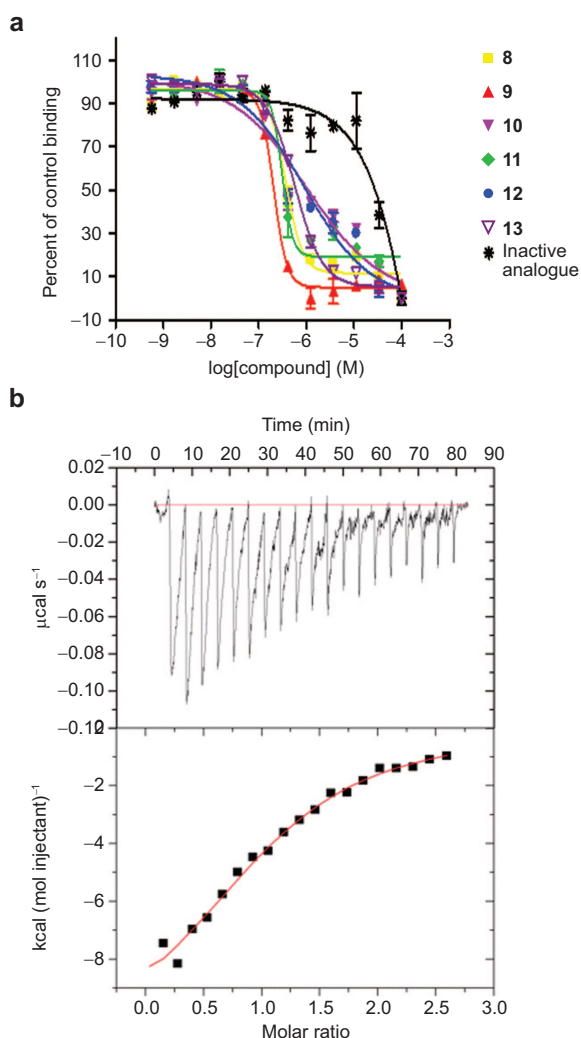 a
110
90
70
50
30
10
–10
Percent of control binding
–10 –9 –8 –7 –6 –5 –4 –3
log[compound] (M)
8
9
10
11
12
13
Inactive
analogue
b
Time (min)
–10 0 10 20 30 40 50 60 70 80 90
0.02
0.00
–0.02
–0.04
–0.06
–0.08
–0.10
–0.12
µcal s–1
0
–2
–4
–6
–8
kcal (mol injectant)–1
0.0 0.5 1.0 1.5 2.0 2.5 3.0
Molar ratio